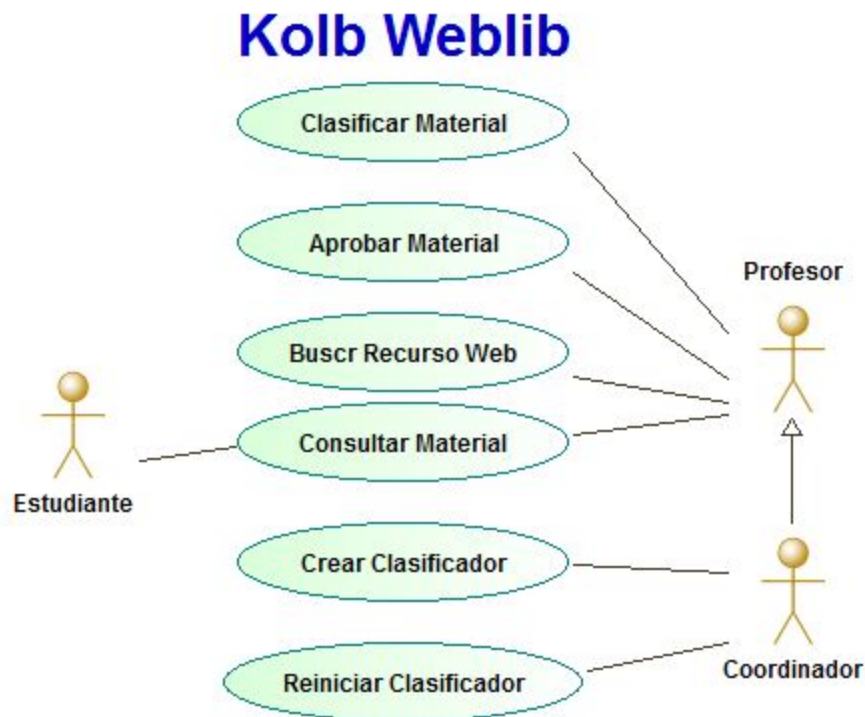 Kolb Weblib
Clasificar Material
Aprobar Material
Profesor
Buscr Recurso Web
Consultar Material
Estudiante
Crear Clasificador
Coordinador
Reiniciar Clasificador